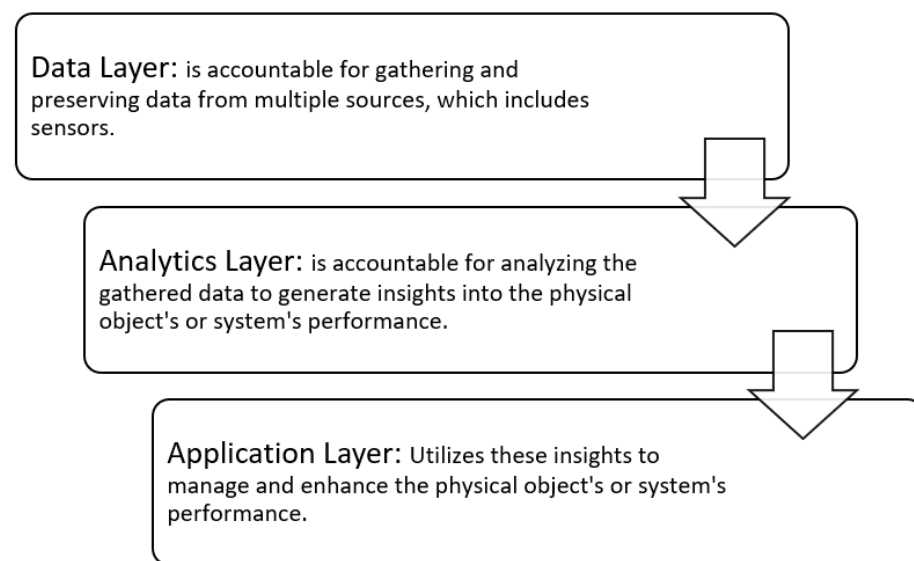 Data Layer: is accountable for gathering and
preserving data from multiple sources, which includes
sensors.
Analytics Layer: is accountable for analyzing the
gathered data to generate insights into the physical
object's or system's performance.
Application Layer: Utilizes these insights to
manage and enhance the physical object's or system's
performance.